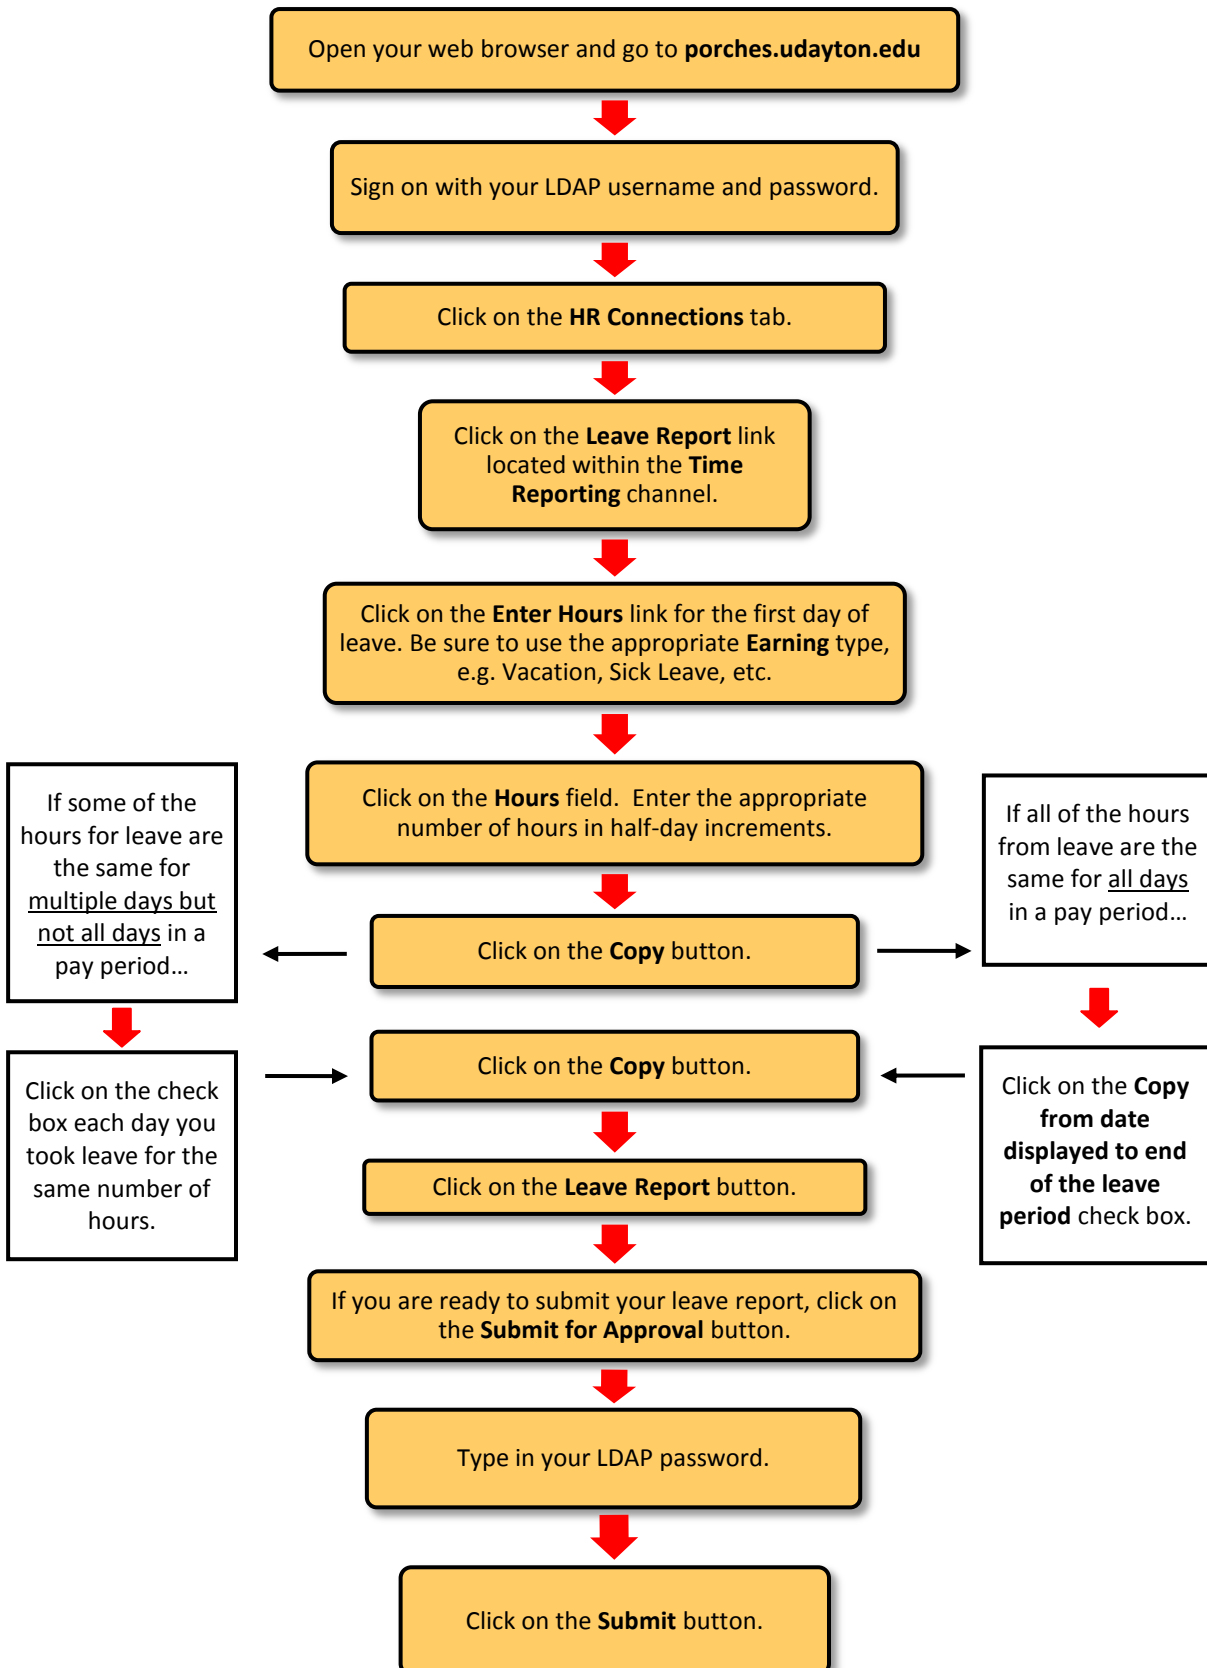 Open your web browser and go to porches.udayton.edu
Sign on with your LDAP username and password.
Click on the HR Connections tab.
Click on the Leave Report link
located within the Time
Reporting channel.
Click on the Enter Hours link for the first day of
leave. Be sure to use the appropriate Earning type,
e.g. Vacation, Sick Leave, etc.
Click on the Hours field.  Enter the appropriate
number of hours in half-day increments.
If some of the
hours for leave are
the same for
multiple days but
not all days in a
pay period…
Click on the Copy button.
If all of the hours
from leave are the
same for all days
in a pay period…
Click on the check
box each day you
took leave for the
same number of
hours.
Click on the Copy button.
Click on the Copy
from date
displayed to end
of the leave
period check box.
Click on the Leave Report button.
If you are ready to submit your leave report, click on
the Submit for Approval button.
Type in your LDAP password.
Click on the Submit button.